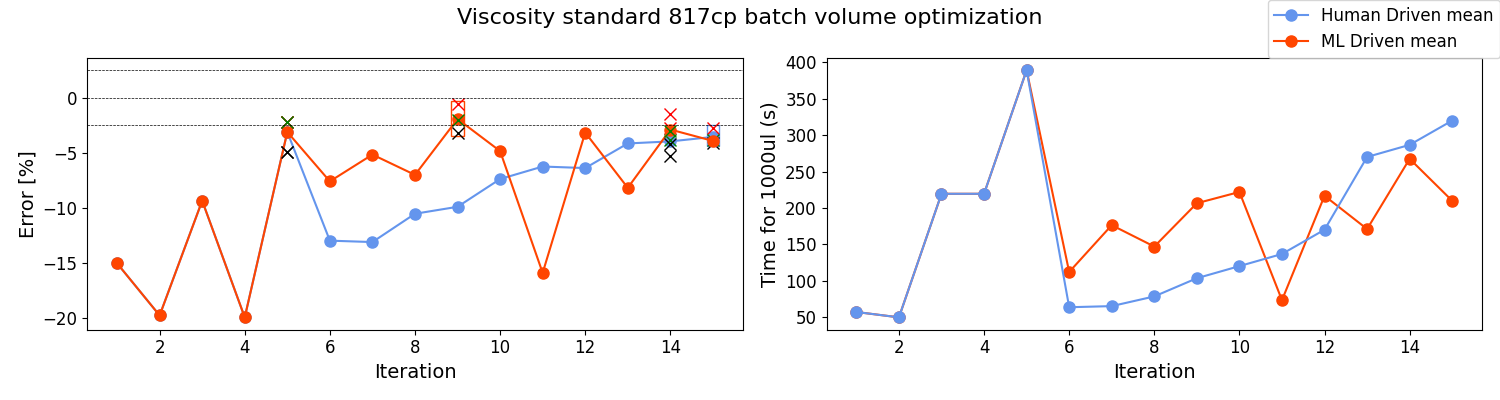 Viscosity standard 817cp batch volume optimization
Human Driven mean
ML Driven mean
Error [%]
0
−5
−10
−15
−20
2 4 6 8 10 12 14
Iteration
Time for 1000ul (s)
400
350
300
250
200
150
100
50
2 4 6 8 10 12 14
Iteration